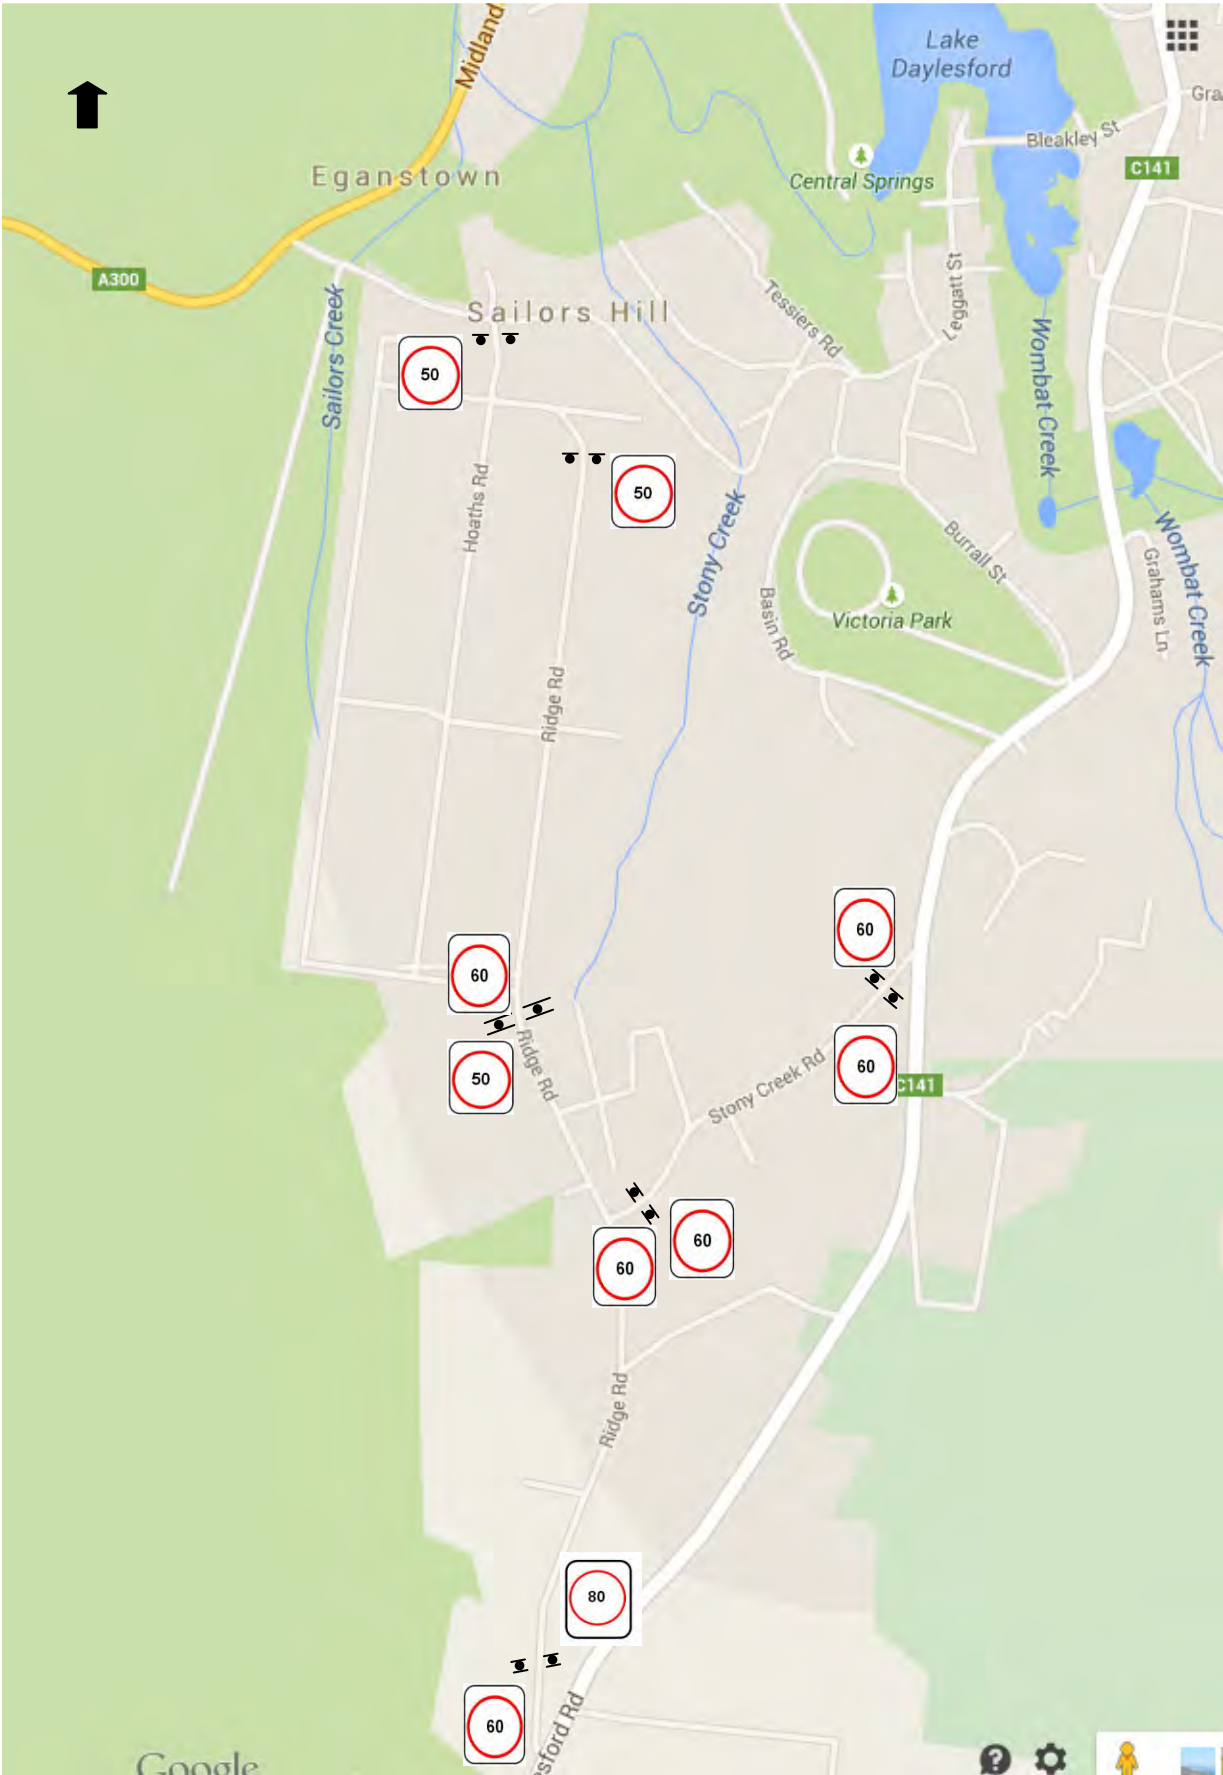 Midland
Lake
Daylesford
Gra
Bleakley St
C141
Eganstown
Central Springs
A300
Leggatt St
Sailors Creek
Sailors Hill
Tessiers Rd
Wombat Creek
50
50
Hoaths Rd
Stony Creek
Burrall St
Wombat Creek
Grahams Ln
Basin Rd
Victoria Park
Ridge Rd
60
60
Ridge Rd
50
60
C141
Stony Creek Rd
60
60
Ridge Rd
80
60
esford Rd
Google
?